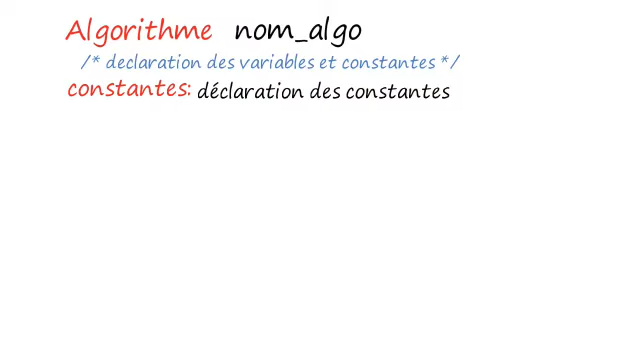 Algorithme nom_algo
/* declaration des variables et constantes */
constantes: déclaration des constantes